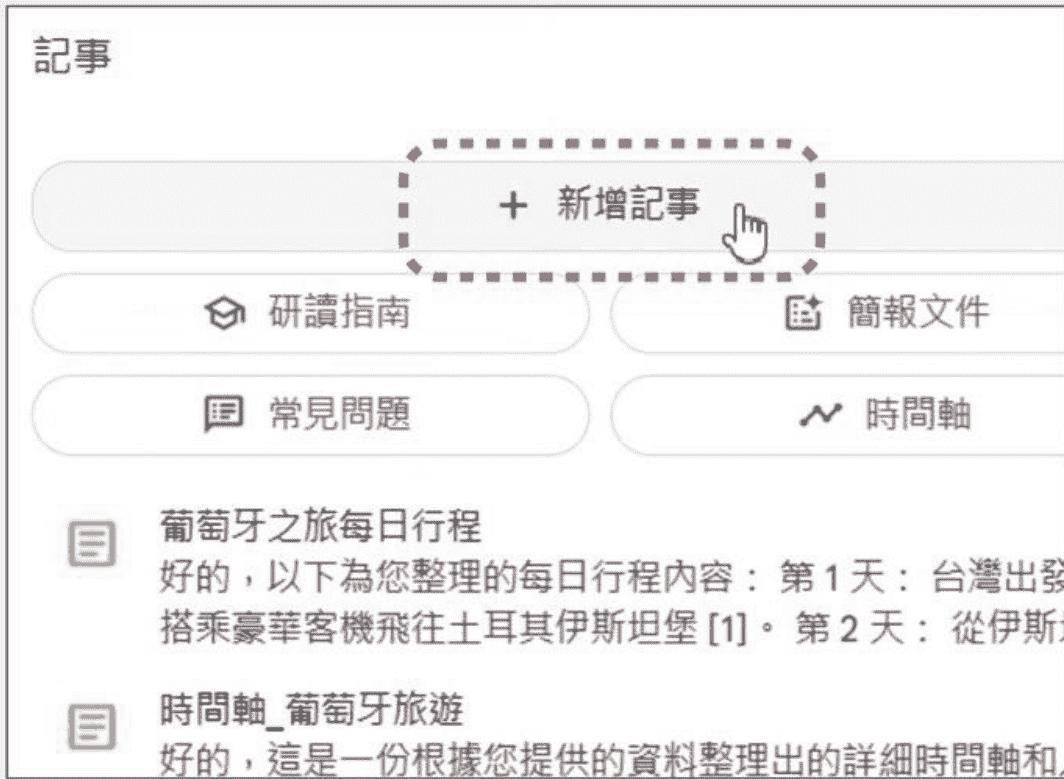 記事
+ 新增記事
研讀指南 簡報文件
常見問題 時間軸
葡萄牙之旅每日行程
好的，以下為您整理的每日行程內容： 第 1 天： 台灣出發
搭乘豪華客機飛往土耳其伊斯坦堡 [1]。 第 2 天： 從伊斯
時間軸_葡萄牙旅遊
好的，這是一份根據您提供的資料整理出的詳細時間軸和